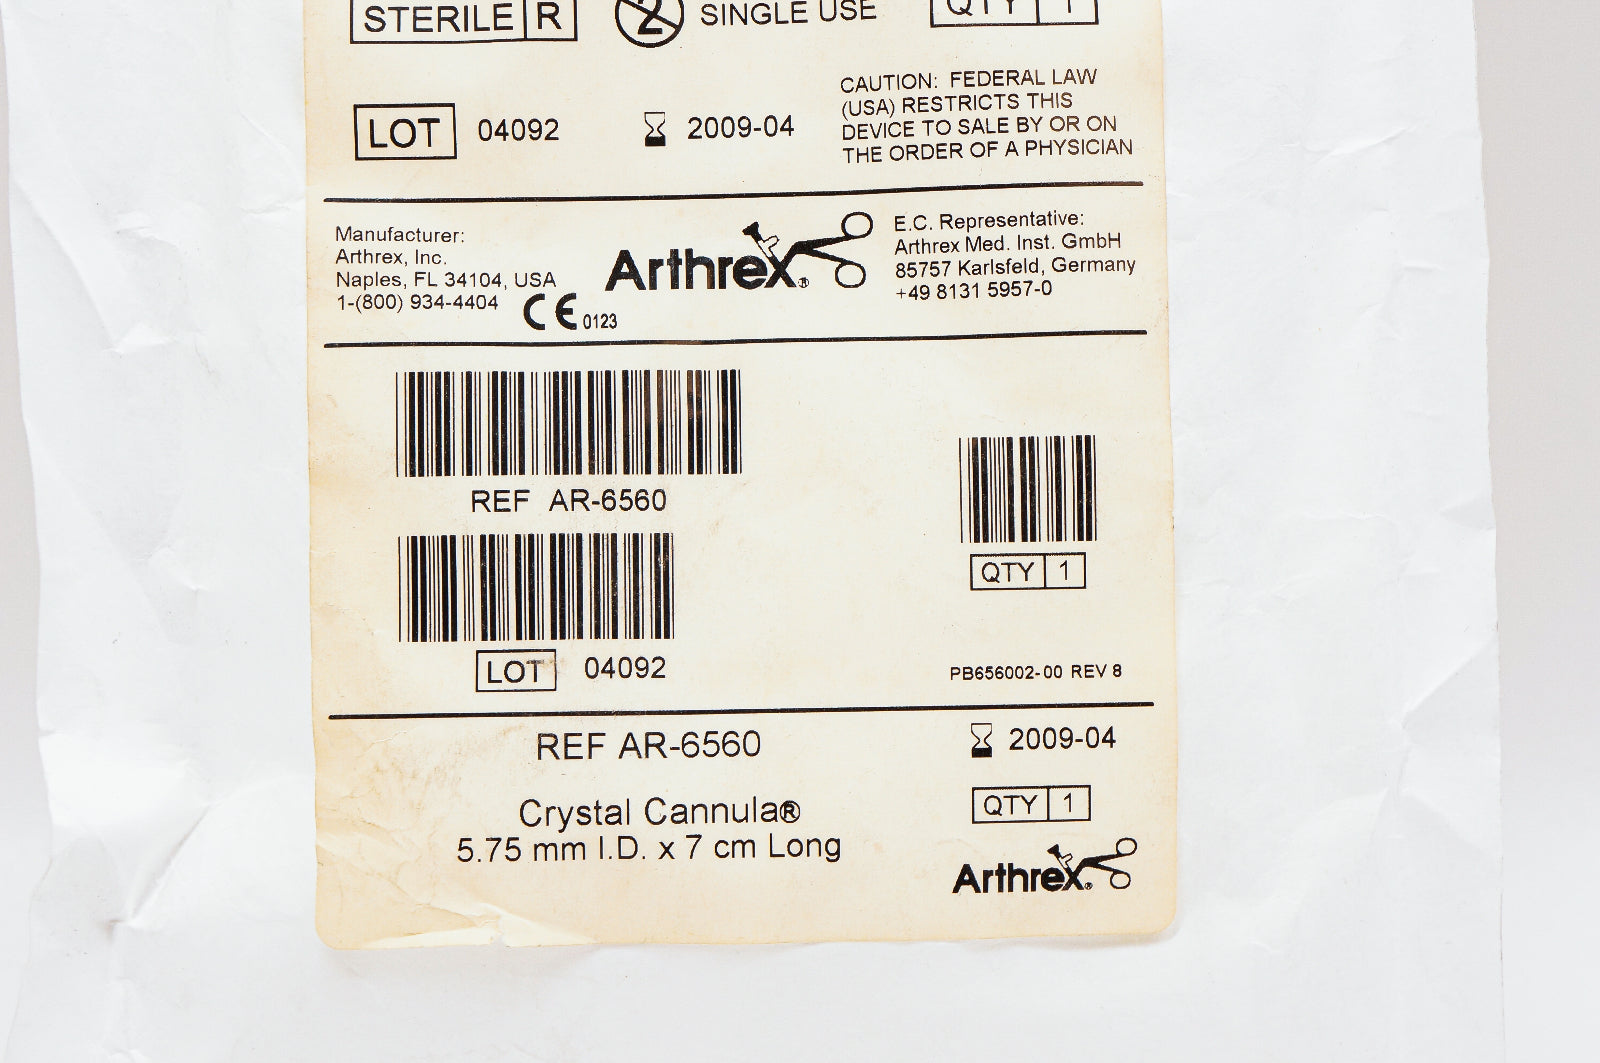 STERILE R
2 SINGLE USE
QTY 1
LOT 04092
2009-04
CAUTION: FEDERAL LAW
(USA) RESTRICTS THIS
DEVICE TO SALE BY OR ON
THE ORDER OF A PHYSICIAN
Manufacturer:
Arthrex, Inc.
Naples, FL 34104, USA
1-(800) 934-4404
CE 0123
Arthrex®
E.C. Representative:
Arthrex Med. Inst. GmbH
85757 Karlsfeld, Germany
+49 8131 5957-0
REF AR-6560
LOT 04092
QTY 1
PB656002-00 REV 8
REF AR-6560
Crystal Cannula®
5.75 mm I.D. x 7 cm Long
2009-04
QTY 1
Arthrex®